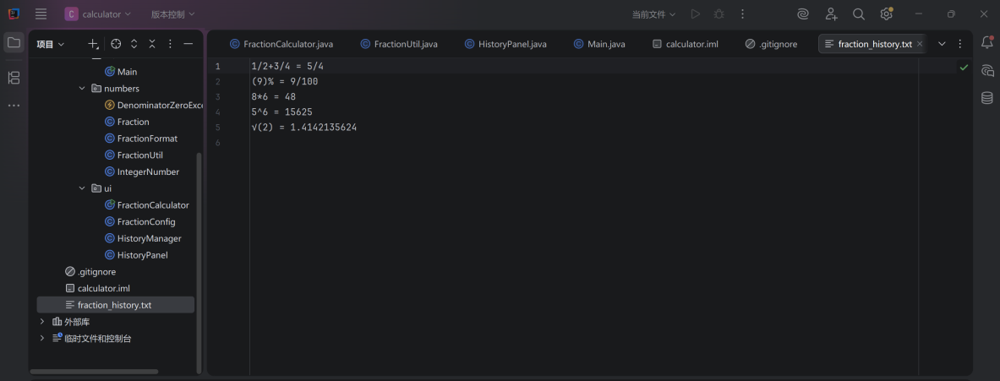 C calculator 版本控制 当前文件
项目
FractionCalculator.java FractionUtil.java HistoryPanel.java Main.java calculator.iml .gitignore fraction_history.txt
Main
numbers
DenominatorZeroExce
Fraction
FractionFormat
FractionUtil
IntegerNumber
ui
FractionCalculator
FractionConfig
HistoryManager
HistoryPanel
.gitignore
calculator.iml
fraction_history.txt
外部库
临时文件和控制台
1 1/2+3/4 = 5/4
2 (9)% = 9/100
3 8*6 = 48
4 5^6 = 15625
5 √(2) = 1.4142135624
6